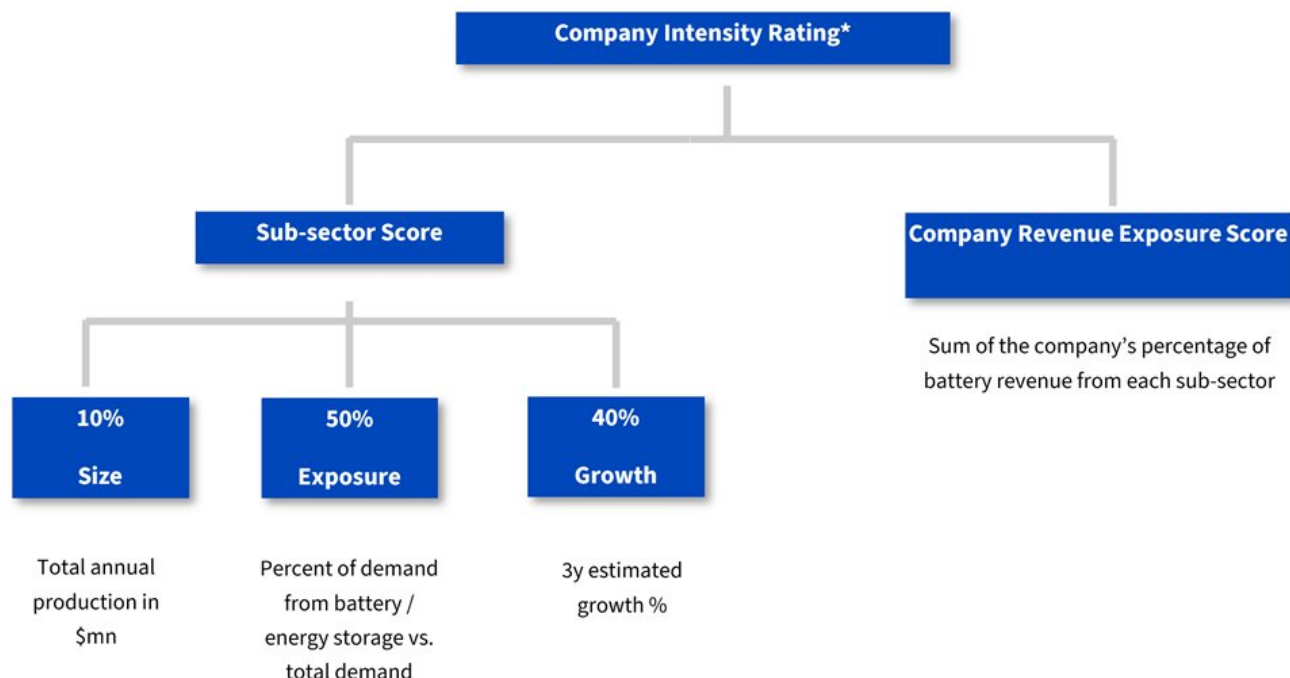 Company Intensity Rating*
Sub-sector Score
Company Revenue Exposure Score
Sum of the company’s percentage of
battery revenue from each sub-sector
10%
Size
50%
Exposure
40%
Growth
Total annual
production in
$mn
Percent of demand
from battery /
energy storage vs.
total demand
3y estimated
growth %